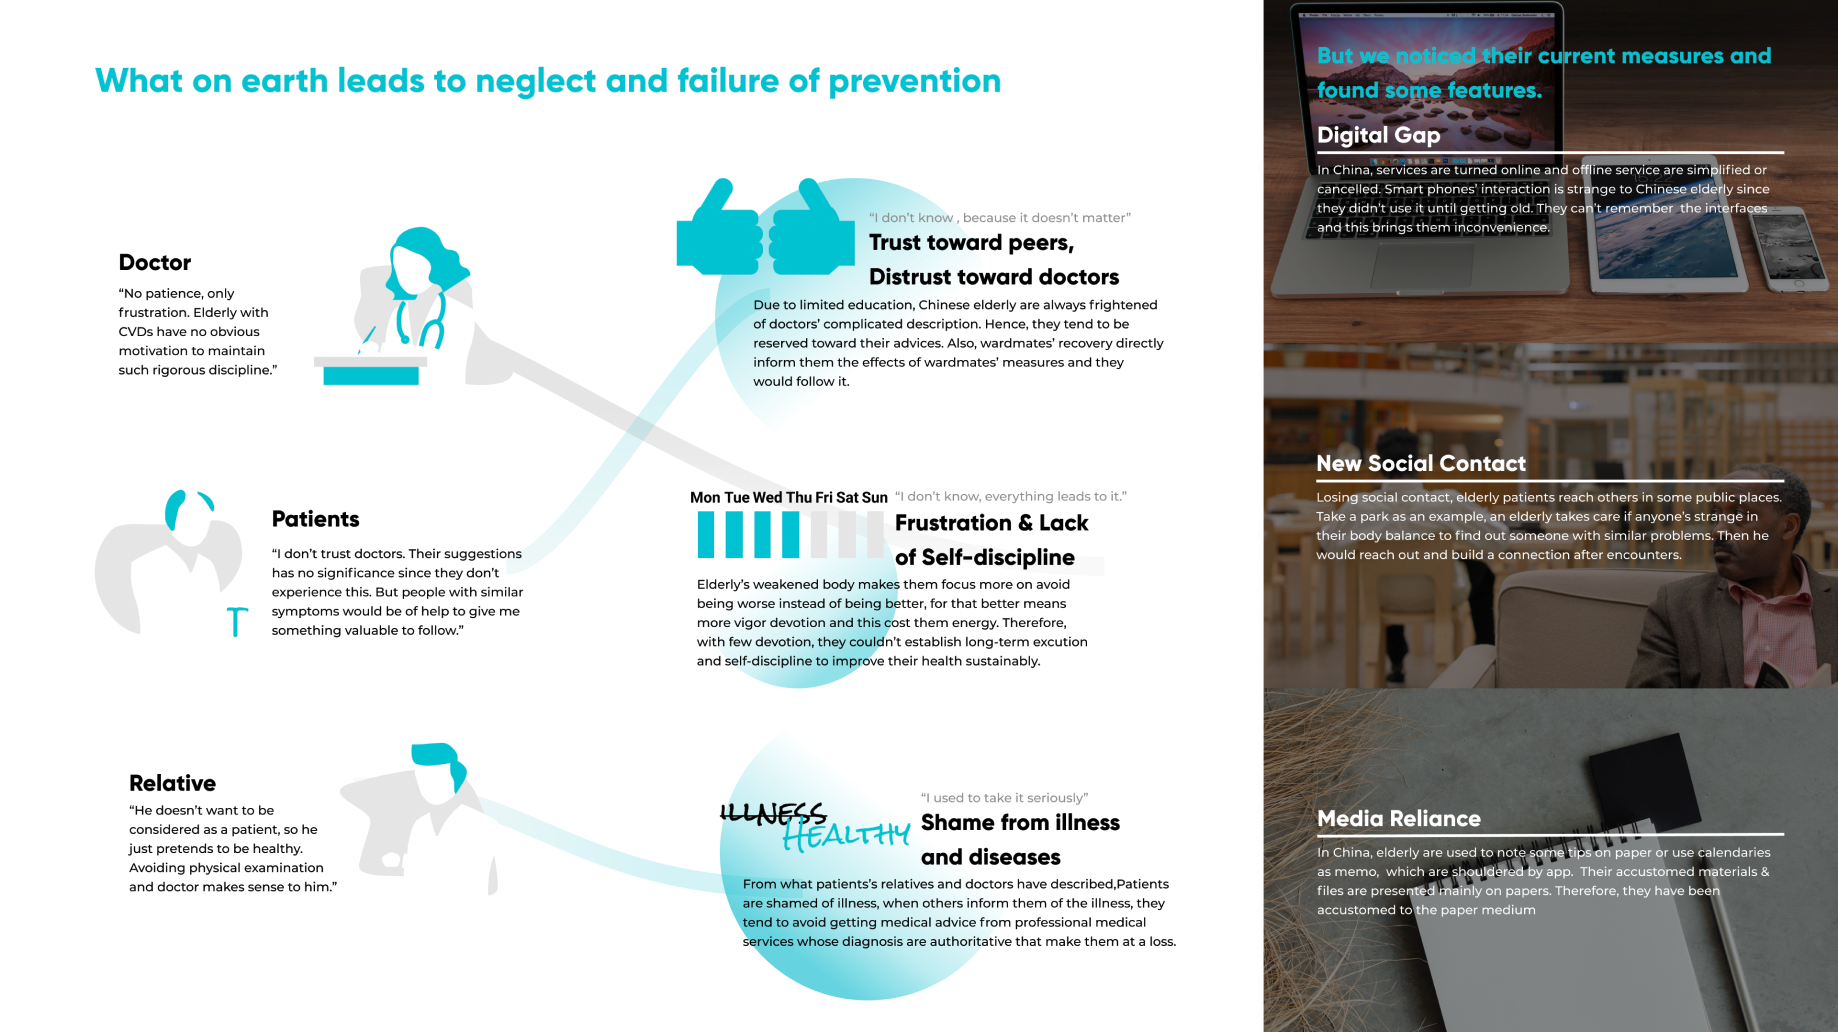 What on earth leads to neglect and failure of prevention
Doctor
“No patience, only
frustration. Elderly with
CVDs have no obvious
motivation to maintain
such rigorous discipline.”
Patients
“I don’t trust doctors. Their suggestions
has no significance since they don’t
experience this. But people with similar
symptoms would be of help to give me
something valuable to follow.”
Relative
“He doesn’t want to be
considered as a patient, so he
just pretends to be healthy.
Avoiding physical examination
and doctor makes sense to him.”
“I don’t know , because it doesn’t matter”
Trust toward peers,
Distrust toward doctors
Due to limited education, Chinese elderly are always frightened
of doctors’ complicated description. Hence, they tend to be
reserved toward their advices. Also, wardmates’ recovery directly
inform them the effects of wardmates’ measures and they
would follow it.
Mon Tue Wed Thu Fri Sat Sun
“I don’t know, everything leads to it.”
Frustration & Lack
of Self-discipline
Elderly’s weakened body makes them focus more on avoid
being worse instead of being better, for that better means
more vigor devotion and this cost them energy. Therefore,
with few devotion, they couldn’t establish long-term excution
and self-discipline to improve their health sustainably.
ILLNESS
HEALTHY
“I used to take it seriously”
Shame from illness
and diseases
From what patients’s relatives and doctors have described,Patients
are shamed of illness, when others inform them of the illness, they
tend to avoid getting medical advice from professional medical
services whose diagnosis are authoritative that make them at a loss.
But we noticed their current measures and
found some features.
Digital Gap
In China, services are turned online and offline service are simplified or
cancelled. Smart phones’ interaction is strange to Chinese elderly since
they didn’t use it until getting old. They can’t remember the interfaces
and this brings them inconvenience.
New Social Contact
Losing social contact, elderly patients reach others in some public places.
Take a park as an example, an elderly takes care if anyone’s strange in
their body balance to find out someone with similar problems. Then he
would reach out and build a connection after encounters.
Media Reliance
In China, elderly are used to note some tips on paper or use calendaries
as memo, which are shouldered by app. Their accustomed materials &
files are presented mainly on papers. Therefore, they have been
accustomed to the paper medium